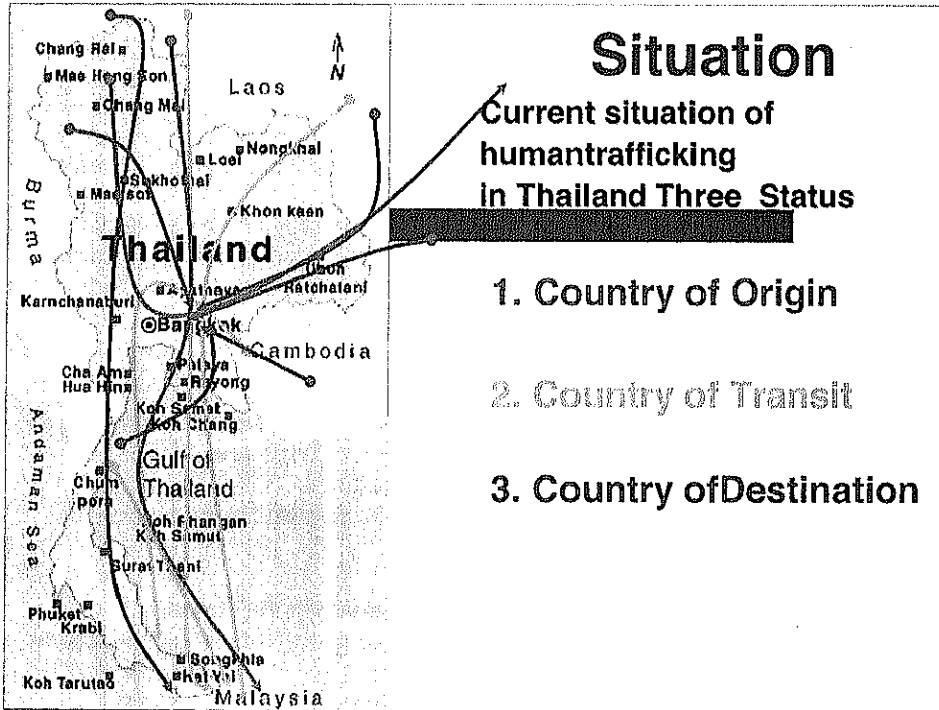 Situation
Current situation of
humantrafficking
in Thailand Three Status
1. Country of Origin
2. Country of Transit
3. Country ofDestination
N
Chang Rai
Mae Hong Son
Chang Mai
Laos
Loei
Nongkhai
Sukhothai
Mae sot
Burma
Khon kaen
Thailand
Ubon
Ratchatani
Karnchanaburi
Bangkok
Cambodia
Pataya
Cha Am
Hua Hin
Rayong
Koh Samet
Koh Chang
Gulf of
Thailand
Andaman Sea
Chum
porn
Koh Phangan
Koh Samui
Surat Thani
Phuket
Krabi
Songkhla
Hat Yai
Koh Tarutao
Malaysia